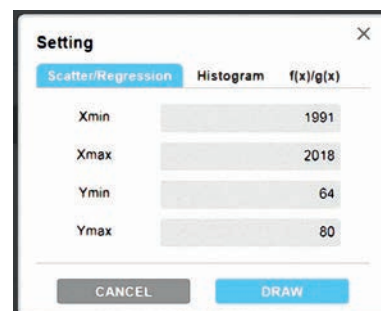 Setting ×
Scatter/Regression Histogram f(x)/g(x)
Xmin 1991
Xmax 2018
Ymin 64
Ymax 80
CANCEL DRAW